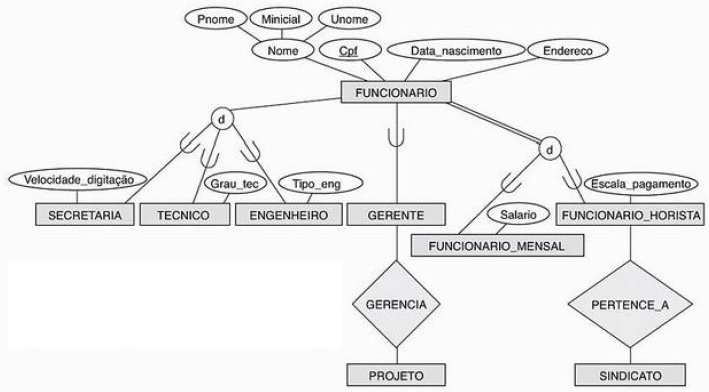 Pnome Minicial Unome
Nome Cpf Data_nascimento Endereco
FUNCIONARIO
d
d
Velocidade_digitação Grau_tec Tipo_eng Escala_pagamento
SECRETARIA TECNICO ENGENHEIRO GERENTE Salario FUNCIONARIO_HORISTA
FUNCIONARIO_MENSAL
GERENCIA PERTENCE_A
PROJETO SINDICATO